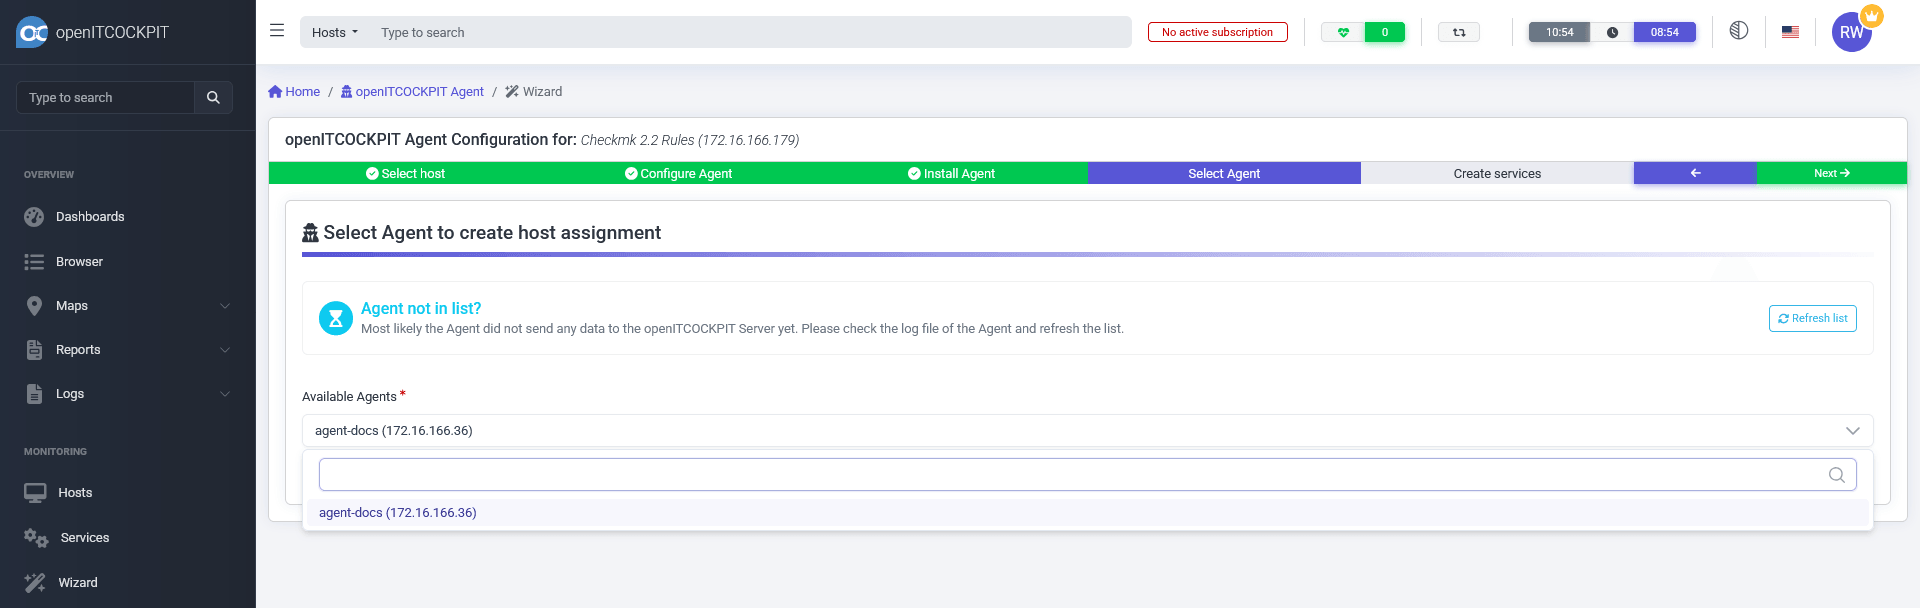 openITCOCKPIT
Hosts
Type to search
No active subscription
0
10:54
08:54
RW
Type to search
Home / openITCOCKPIT Agent / Wizard
openITCOCKPIT Agent Configuration for: Checkmk 2.2 Rules (172.16.166.179)
Select host
Configure Agent
Install Agent
Select Agent
Create services
Next
OVERVIEW
Dashboards
Browser
Maps
Reports
Logs
MONITORING
Hosts
Services
Wizard
Select Agent to create host assignment
Agent not in list?
Most likely the Agent did not send any data to the openITCOCKPIT Server yet. Please check the log file of the Agent and refresh the list.
Refresh list
Available Agents *
agent-docs (172.16.166.36)
agent-docs (172.16.166.36)